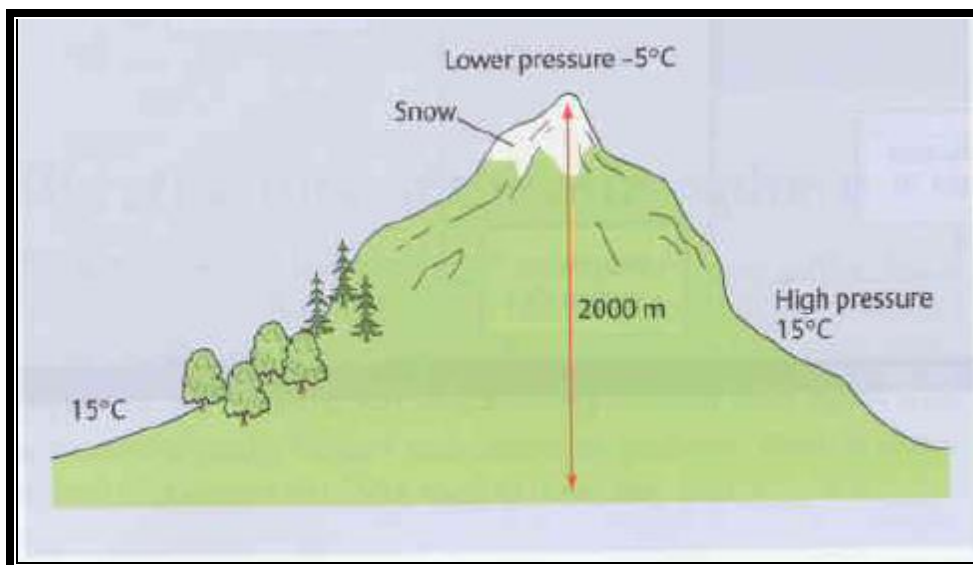 Lower pressure –5°C
Snow
2000 m
High pressure
15°C
15°C